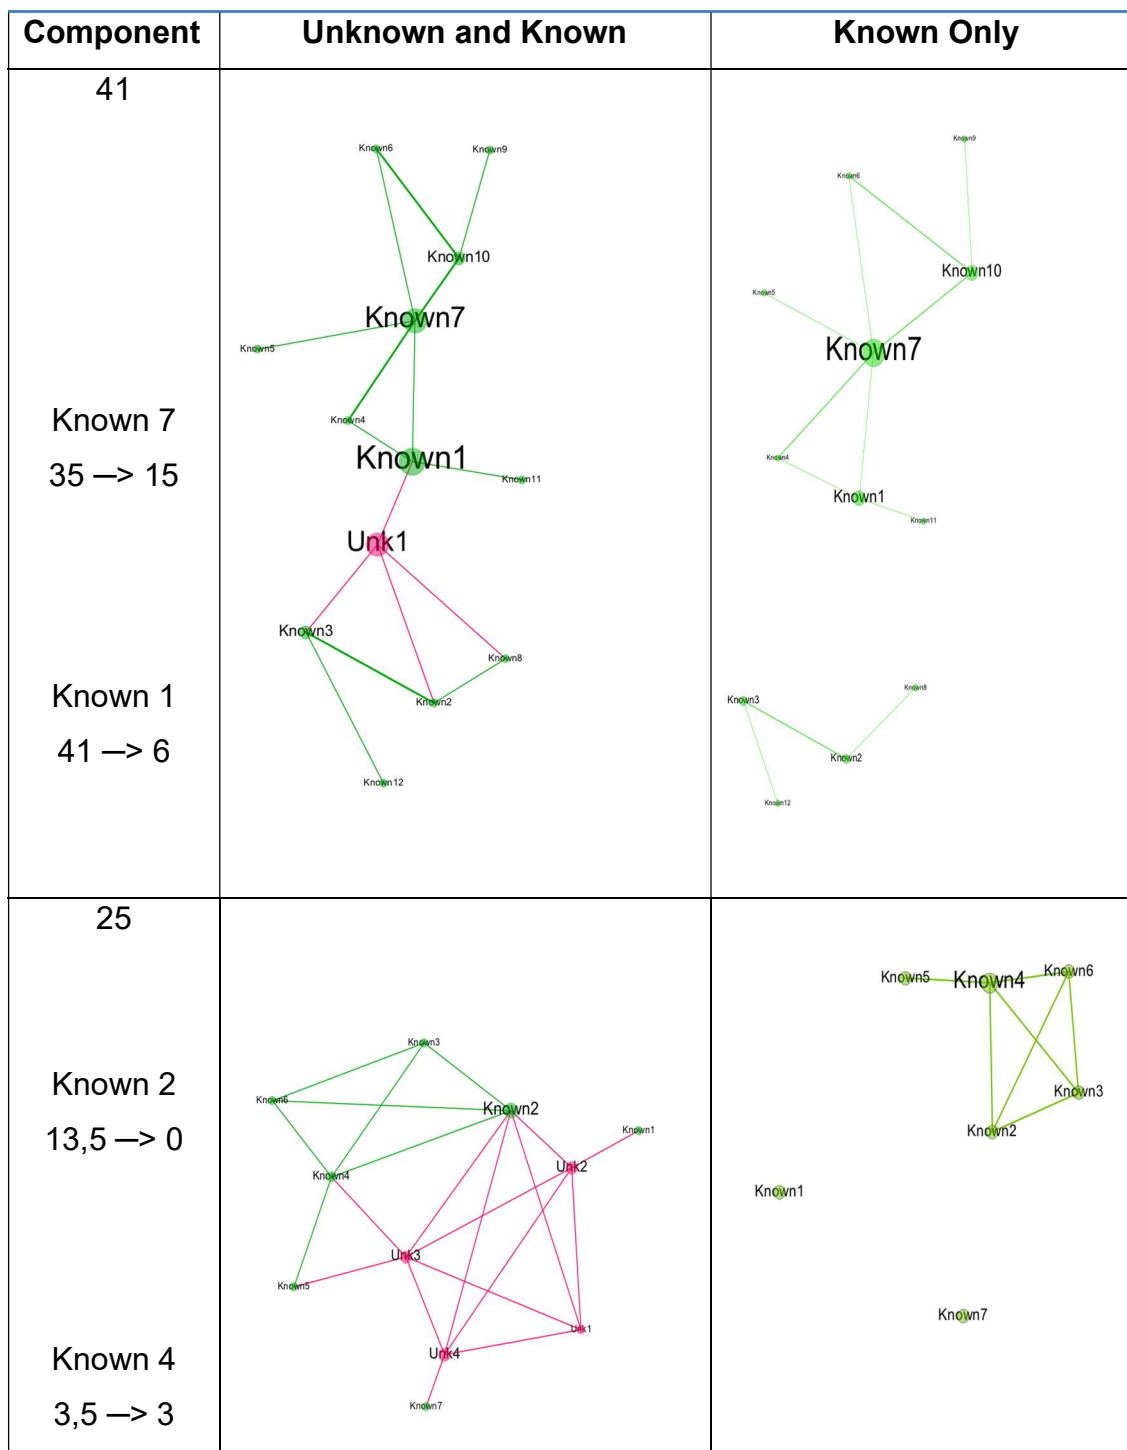 Component Unknown and Known Known Only
41
Known 7
35 —> 15
Known 1
41 —> 6
Known6 Known9
Known10
Known7
Known5
Known4
Known1
Known11
Unk1
Known3
Known8
Known2
Known12
Known9
Known6
Known10
Known5
Known7
Known4
Known1
Known11
Known8
Known3
Known2
Known12
25
Known 2
13,5 —> 0
Known 4
3,5 —> 3
Known3
Known6
Known2
Known1
Unk2
Known4
Unk3
Known5
Unk1
Unk4
Known7
Known6
Known5 Known4
Known3
Known2
Known1
Known7